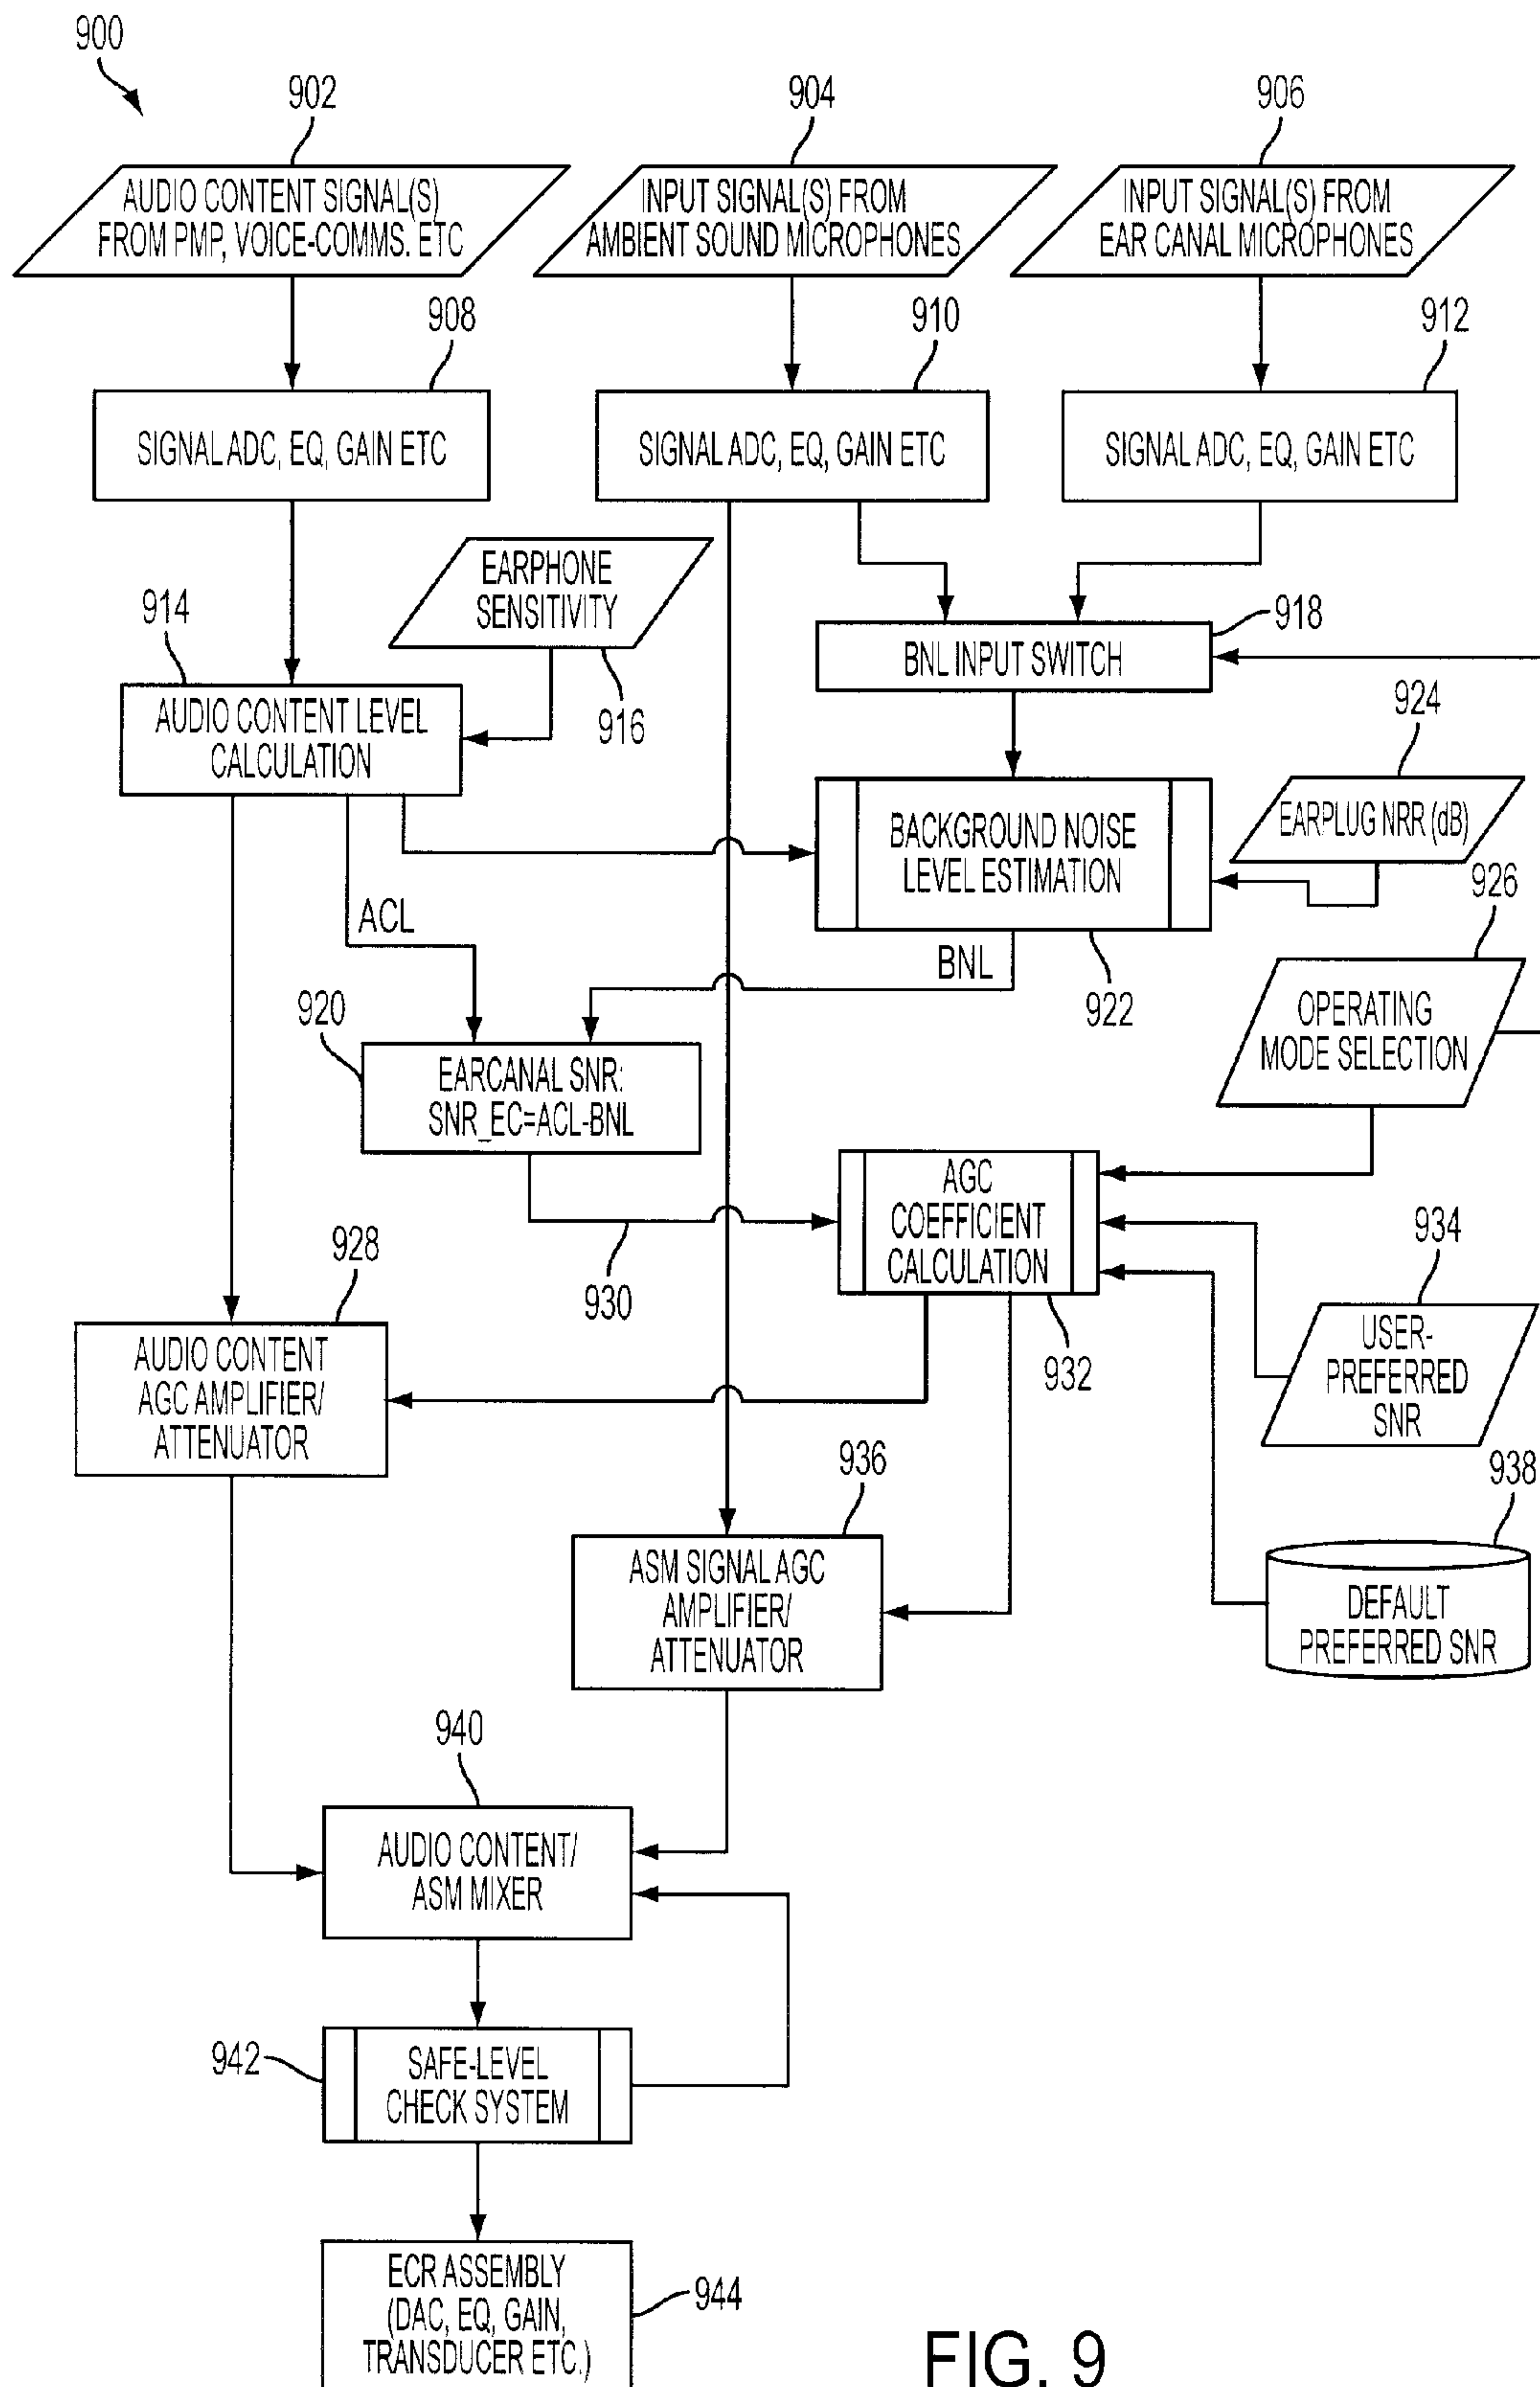 900
902
904
906
AUDIO CONTENT SIGNAL(S)
FROM PMP, VOICE-COMMS. ETC
INPUT SIGNAL(S) FROM
AMBIENT SOUND MICROPHONES
INPUT SIGNAL(S) FROM
EAR CANAL MICROPHONES
908
910
912
SIGNAL ADC, EQ, GAIN ETC
SIGNAL ADC, EQ, GAIN ETC
SIGNAL ADC, EQ, GAIN ETC
EARPHONE
SENSITIVITY
914
916
918
BNL INPUT SWITCH
AUDIO CONTENT LEVEL
CALCULATION
924
EARPLUG NRR (dB)
BACKGROUND NOISE
LEVEL ESTIMATION
926
ACL
BNL
922
920
OPERATING
MODE SELECTION
EARCANAL SNR:
SNR_EC=ACL-BNL
AGC
COEFFICIENT
CALCULATION
930
928
932
934
USER-
PREFERRED
SNR
AUDIO CONTENT
AGC AMPLIFIER/
ATTENUATOR
936
938
ASM SIGNAL AGC
AMPLIFIER/
ATTENUATOR
DEFAULT
PREFERRED SNR
940
AUDIO CONTENT/
ASM MIXER
942
SAFE-LEVEL
CHECK SYSTEM
ECR ASSEMBLY
(DAC, EQ, GAIN,
TRANSDUCER ETC.)
944
FIG. 9